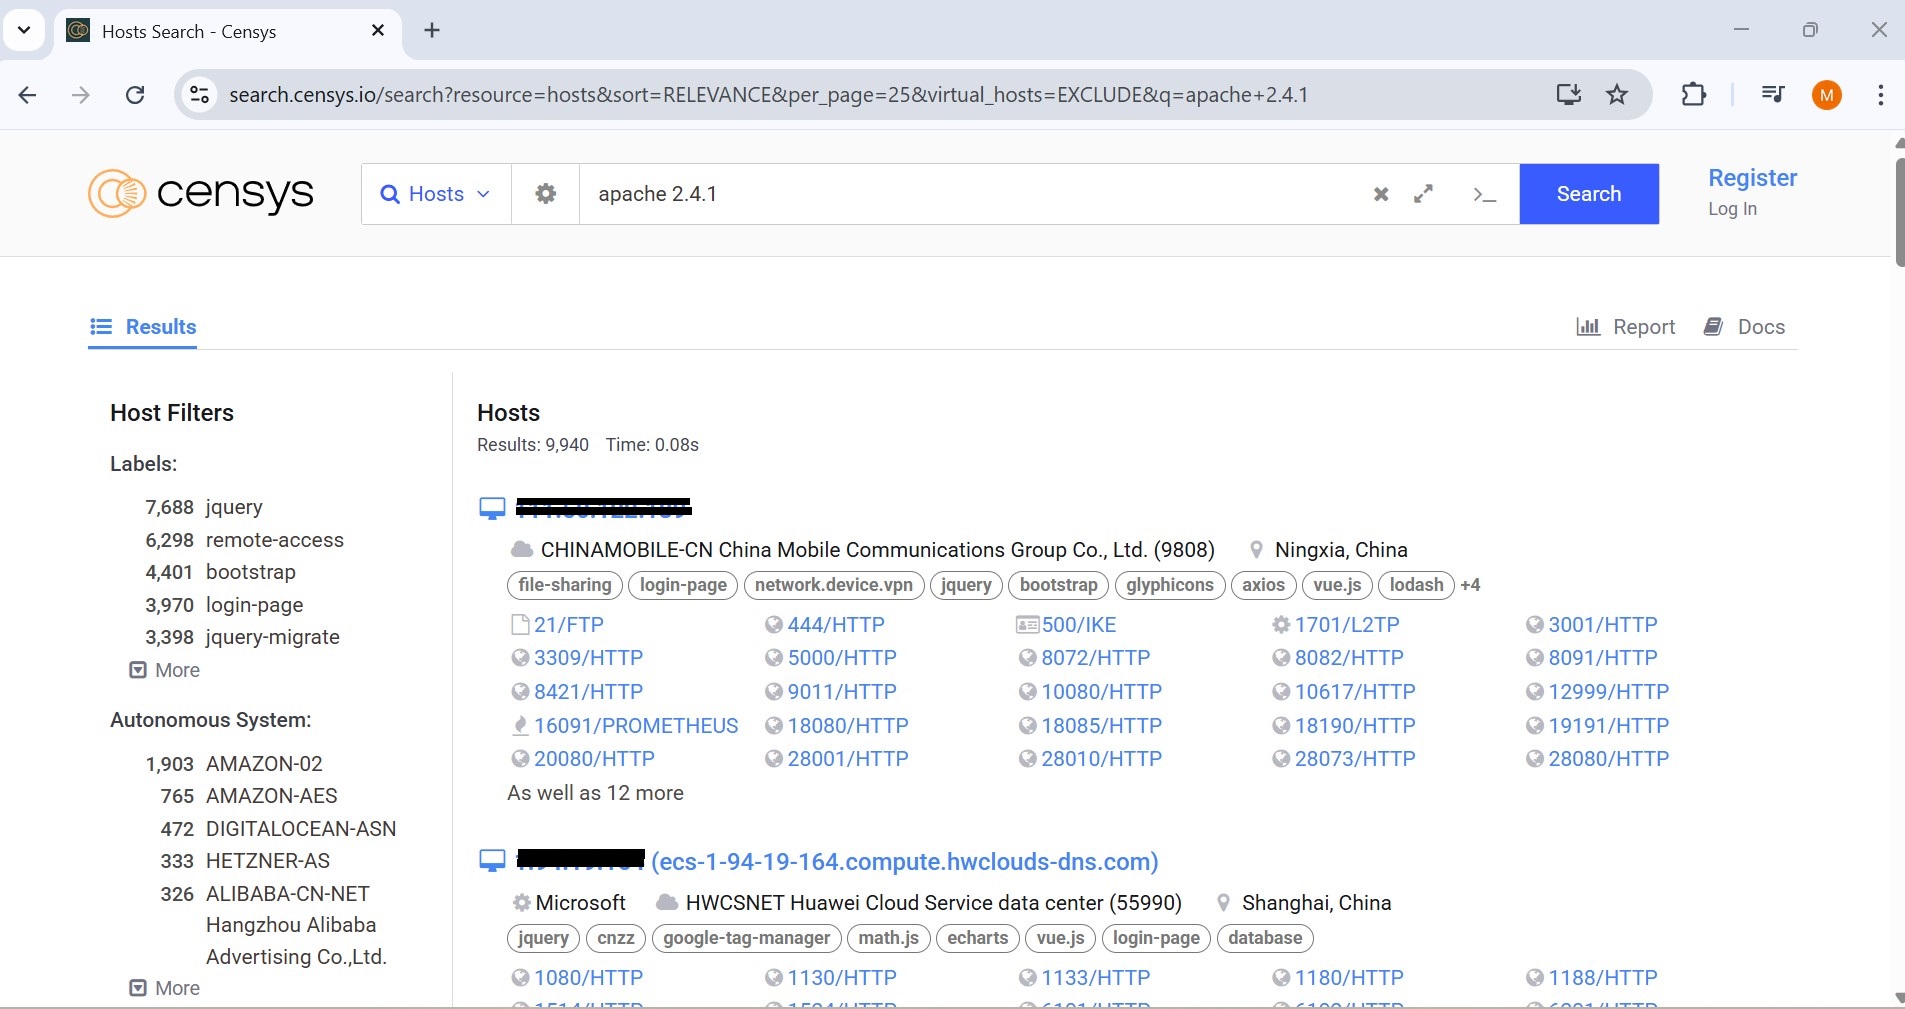 Hosts Search - Censys
search.censys.io/search?resource=hosts&sort=RELEVANCE&per_page=25&virtual_hosts=EXCLUDE&q=apache+2.4.1
M
censys
Hosts
apache 2.4.1
>_
Search
Register
Log In
Results
Report
Docs
Host Filters
Labels:
7,688 jquery
6,298 remote-access
4,401 bootstrap
3,970 login-page
3,398 jquery-migrate
More
Autonomous System:
1,903 AMAZON-02
765 AMAZON-AES
472 DIGITALOCEAN-ASN
333 HETZNER-AS
326 ALIBABA-CN-NET
Hangzhou Alibaba
Advertising Co.,Ltd.
More
Hosts
Results: 9,940 Time: 0.08s
CHINAMOBILE-CN China Mobile Communications Group Co., Ltd. (9808) Ningxia, China
file-sharing login-page network.device.vpn jquery bootstrap glyphicons axios vue.js lodash +4
21/FTP 444/HTTP 500/IKE 1701/L2TP 3001/HTTP
3309/HTTP 5000/HTTP 8072/HTTP 8082/HTTP 8091/HTTP
8421/HTTP 9011/HTTP 10080/HTTP 10617/HTTP 12999/HTTP
16091/PROMETHEUS 18080/HTTP 18085/HTTP 18190/HTTP 19191/HTTP
20080/HTTP 28001/HTTP 28010/HTTP 28073/HTTP 28080/HTTP
As well as 12 more
(ecs-1-94-19-164.compute.hwclouds-dns.com)
Microsoft HWCSNET Huawei Cloud Service data center (55990) Shanghai, China
jquery cnzz google-tag-manager math.js echarts vue.js login-page database
1080/HTTP 1130/HTTP 1133/HTTP 1180/HTTP 1188/HTTP